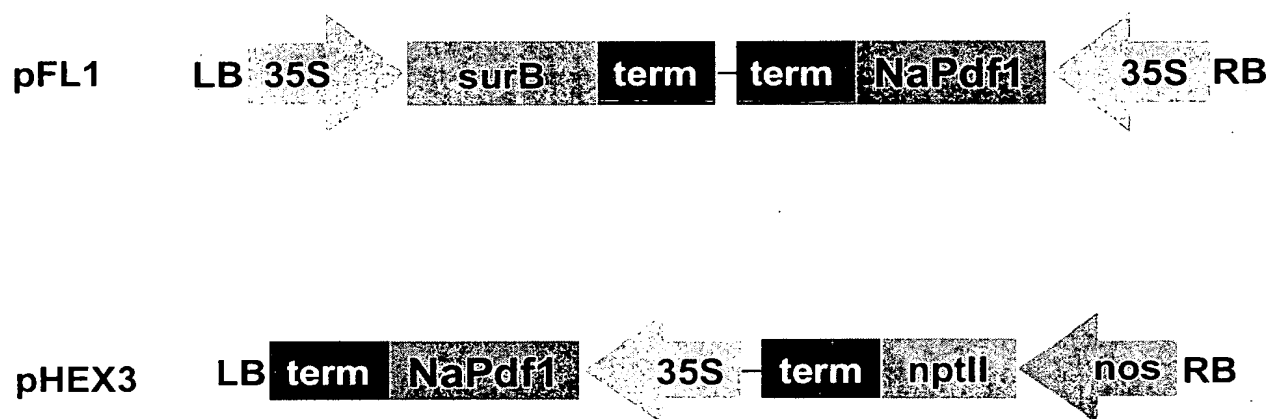 pFL1 LB 35S surB term term NaPdf1 35S RB
pHEX3 LB term NaPdf1 35S term nptII nos RB